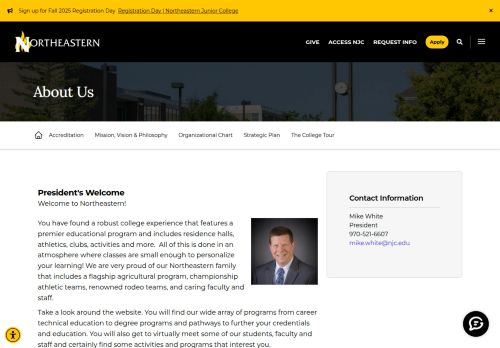 Sign up for Fall 2025 Registration Day Registration Day | Northeastern Junior College ×
NORTHEASTERN
GIVE ACCESS NJC REQUEST INFO Apply
About Us
Accreditation Mission, Vision & Philosophy Organizational Chart Strategic Plan The College Tour
President's Welcome
Welcome to Northeastern!
You have found a robust college experience that features a
premier educational program and includes residence halls,
athletics, clubs, activities and more. All of this is done in an
atmosphere where classes are small enough to personalize
your learning! We are very proud of our Northeastern family
that includes a flagship agricultural program, championship
athletic teams, renowned rodeo teams, and caring faculty and
staff.
Take a look around the website. You will find our wide array of programs from career
technical education to degree programs and pathways to further your credentials
and education. You will also get to virtually meet some of our students, faculty and
staff and certainly find some activities and programs that interest you.
Contact Information
Mike White
President
970-521-6607
mike.white@njc.edu